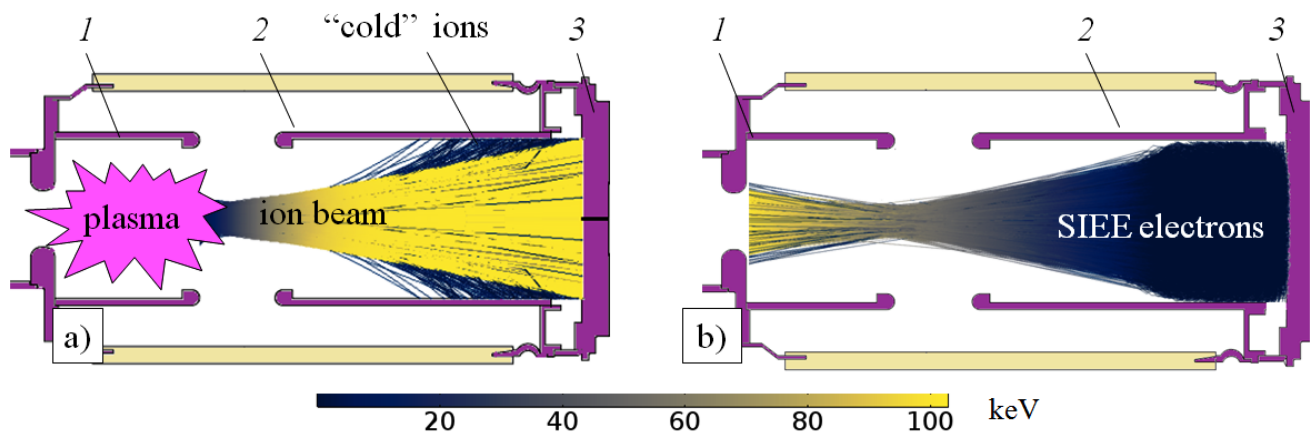 1 2 “cold” ions 3
plasma
ion beam
a)
1 2 3
SIEE electrons
b)
20 40 60 80 100 keV